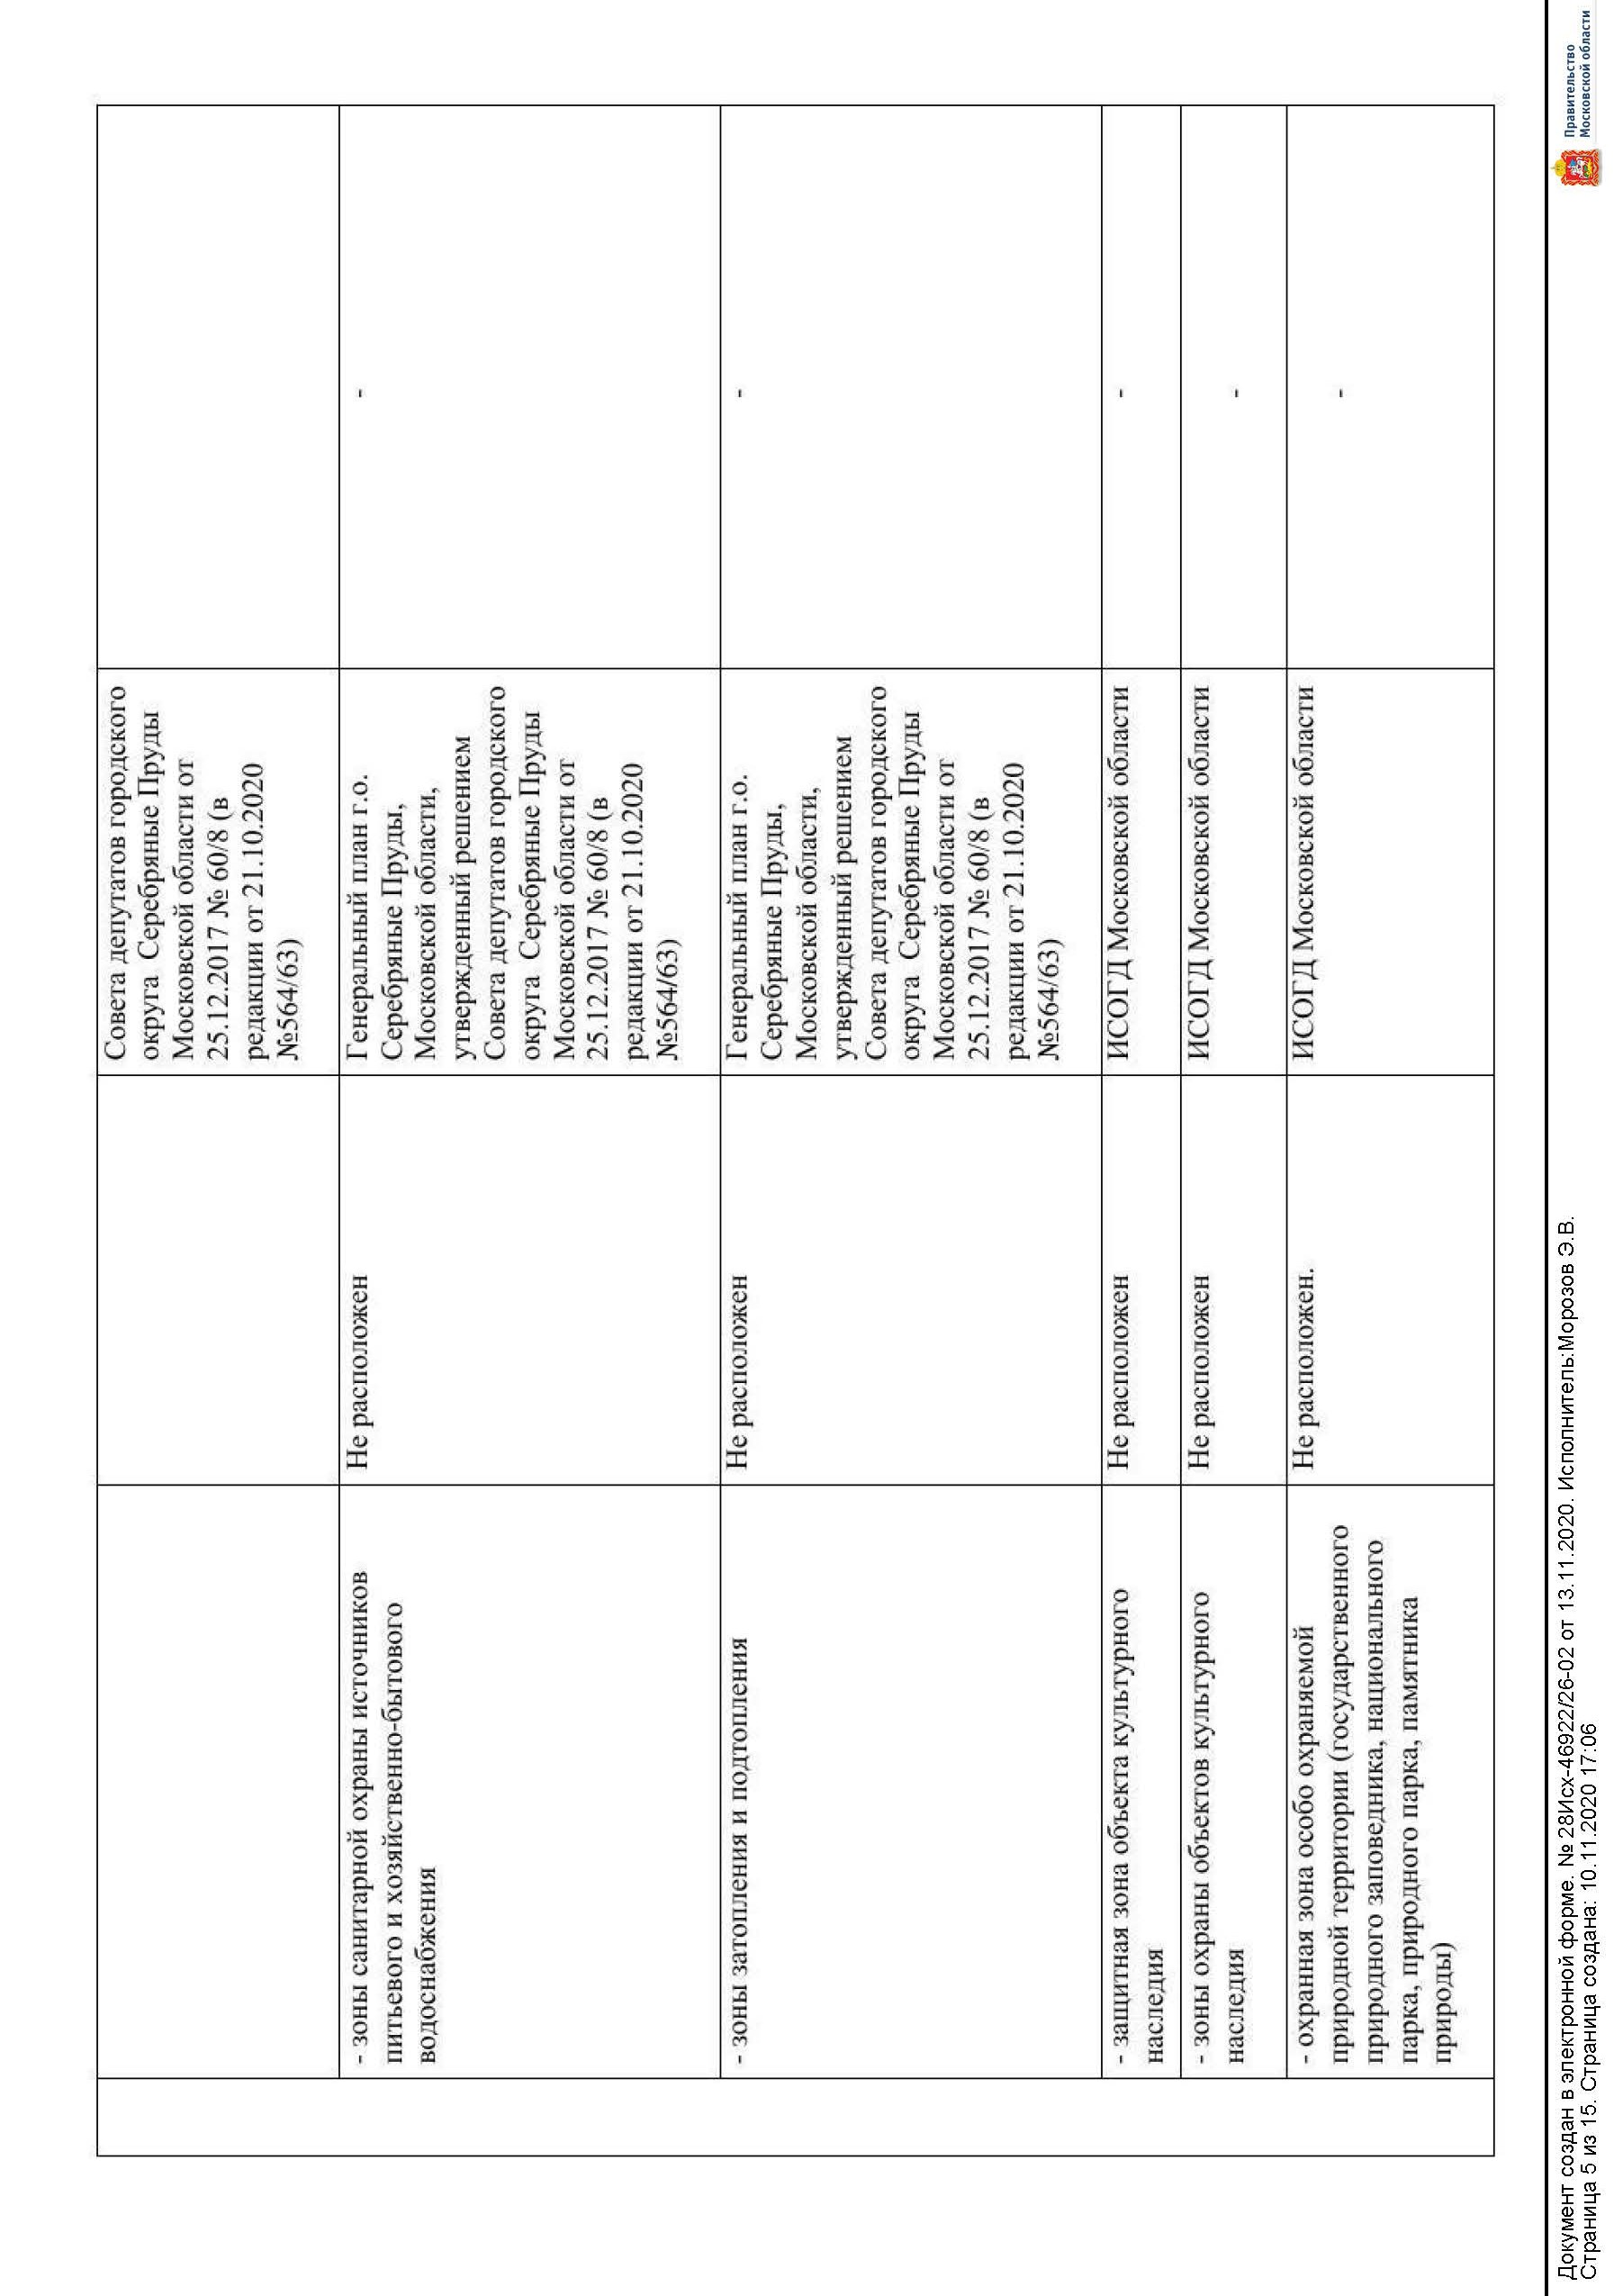 Совета депутатов городского
округа  Серебряные Пруды
Московской области от
25.12.2017 № 60/8 (в
редакции от 21.10.2020
№564/63)
- зоны санитарной охраны источников
питьевого и хозяйственно-бытового
водоснабжения
Не расположен
Генеральный план г.о.
Серебряные Пруды,
Московской области,
утвержденный решением
Совета депутатов городского
округа  Серебряные Пруды
Московской области от
25.12.2017 № 60/8 (в
редакции от 21.10.2020
№564/63)
-
- зоны затопления и подтопления
Не расположен
Генеральный план г.о.
Серебряные Пруды,
Московской области,
утвержденный решением
Совета депутатов городского
округа  Серебряные Пруды
Московской области от
25.12.2017 № 60/8 (в
редакции от 21.10.2020
№564/63)
-
- защитная зона объекта культурного
наследия
Не расположен
ИСОГД Московской области
-
- зоны охраны объектов культурного
наследия
Не расположен
ИСОГД Московской области
-
- охранная зона особо охраняемой
природной территории (государственного
природного заповедника, национального
парка, природного парка, памятника
природы)
Не расположен.
ИСОГД Московской области
-
Документ создан в электронной форме. № 28Исх-46922/26-02 от 13.11.2020. Исполнитель:Морозов Э.В.
Страница 5 из 15. Страница создана: 10.11.2020 17:06
Правительство
Московской области